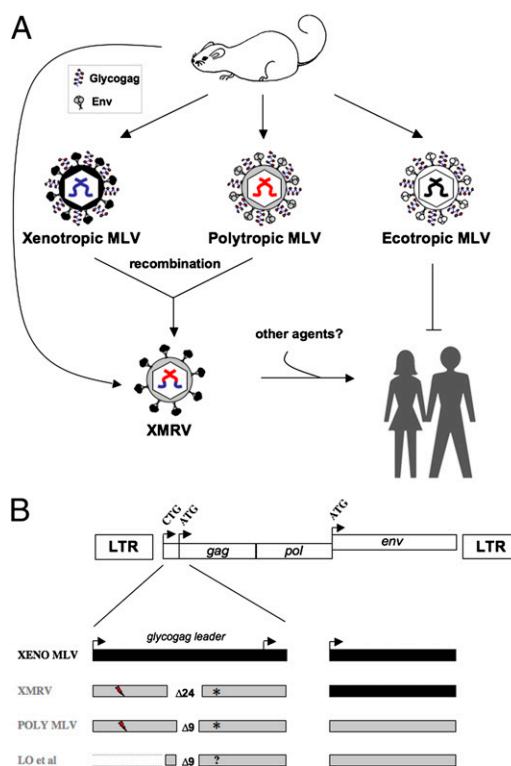 A
Glycogag
Env
Xenotropic MLV
Polytropic MLV
Ecotropic MLV
recombination
other agents?
XMRV
B
CTG
ATG
ATG
LTR
gag
pol
env
LTR
glycogag leader
XENO MLV
XMRV
Δ24
*
POLY MLV
Δ9
*
LO et al
Δ9
?